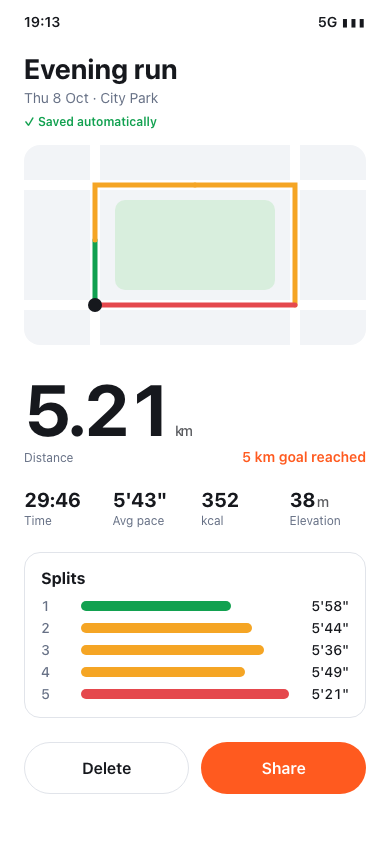 19:13 5G
Evening run
Thu 8 Oct · City Park
✓ Saved automatically
5.21 km
Distance 5 km goal reached
29:46 5'43" 352 38 m
Time Avg pace kcal Elevation
Splits
1 5'58"
2 5'44"
3 5'36"
4 5'49"
5 5'21"
Delete Share